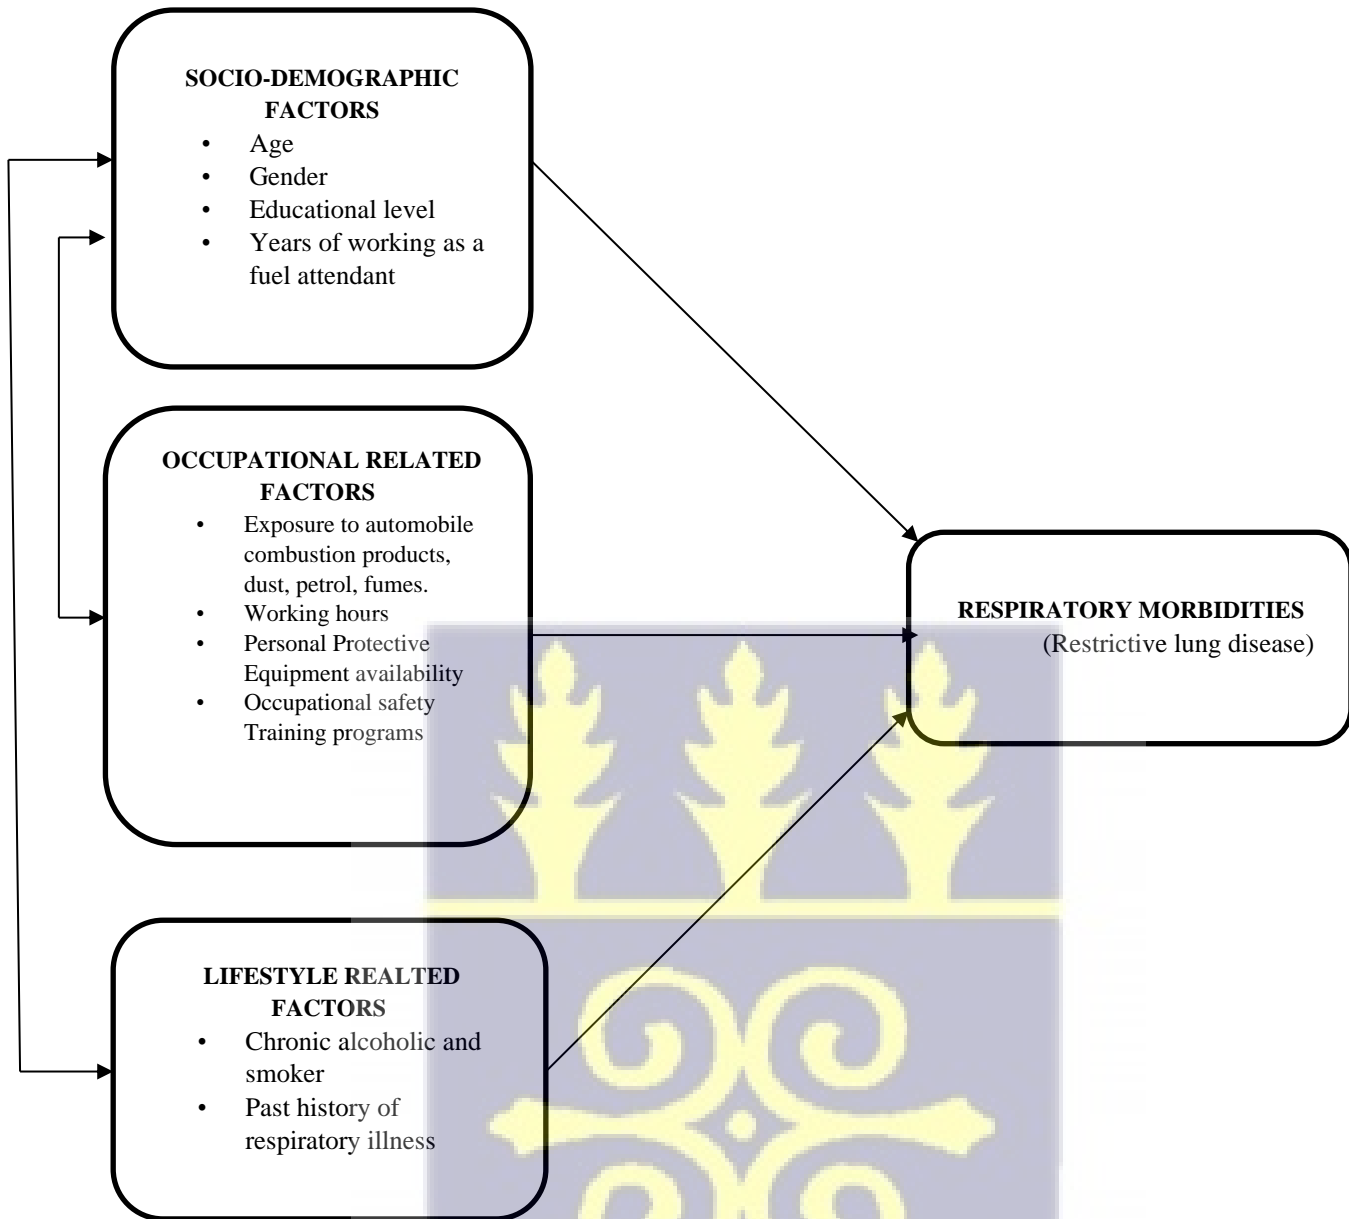 SOCIO-DEMOGRAPHIC
FACTORS
• Age
• Gender
• Educational level
• Years of working as a
fuel attendant
OCCUPATIONAL RELATED
FACTORS
• Exposure to automobile
combustion products,
dust, petrol, fumes.
• Working hours
• Personal Protective
Equipment availability
• Occupational safety
Training programs
RESPIRATORY MORBIDITIES
(Restrictive lung disease)
LIFESTYLE REALTED
FACTORS
• Chronic alcoholic and
smoker
• Past history of
respiratory illness